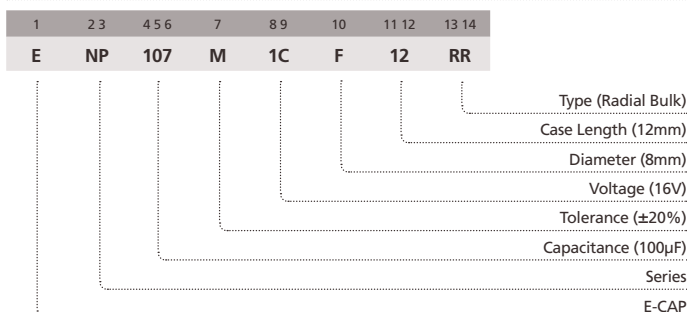 1 2 3 4 5 6 7 8 9 10 11 12 13 14
E NP 107 M 1C F 12 RR
Type (Radial Bulk)
Case Length (12mm)
Diameter (8mm)
Voltage (16V)
Tolerance (±20%)
Capacitance (100µF)
Series
E-CAP